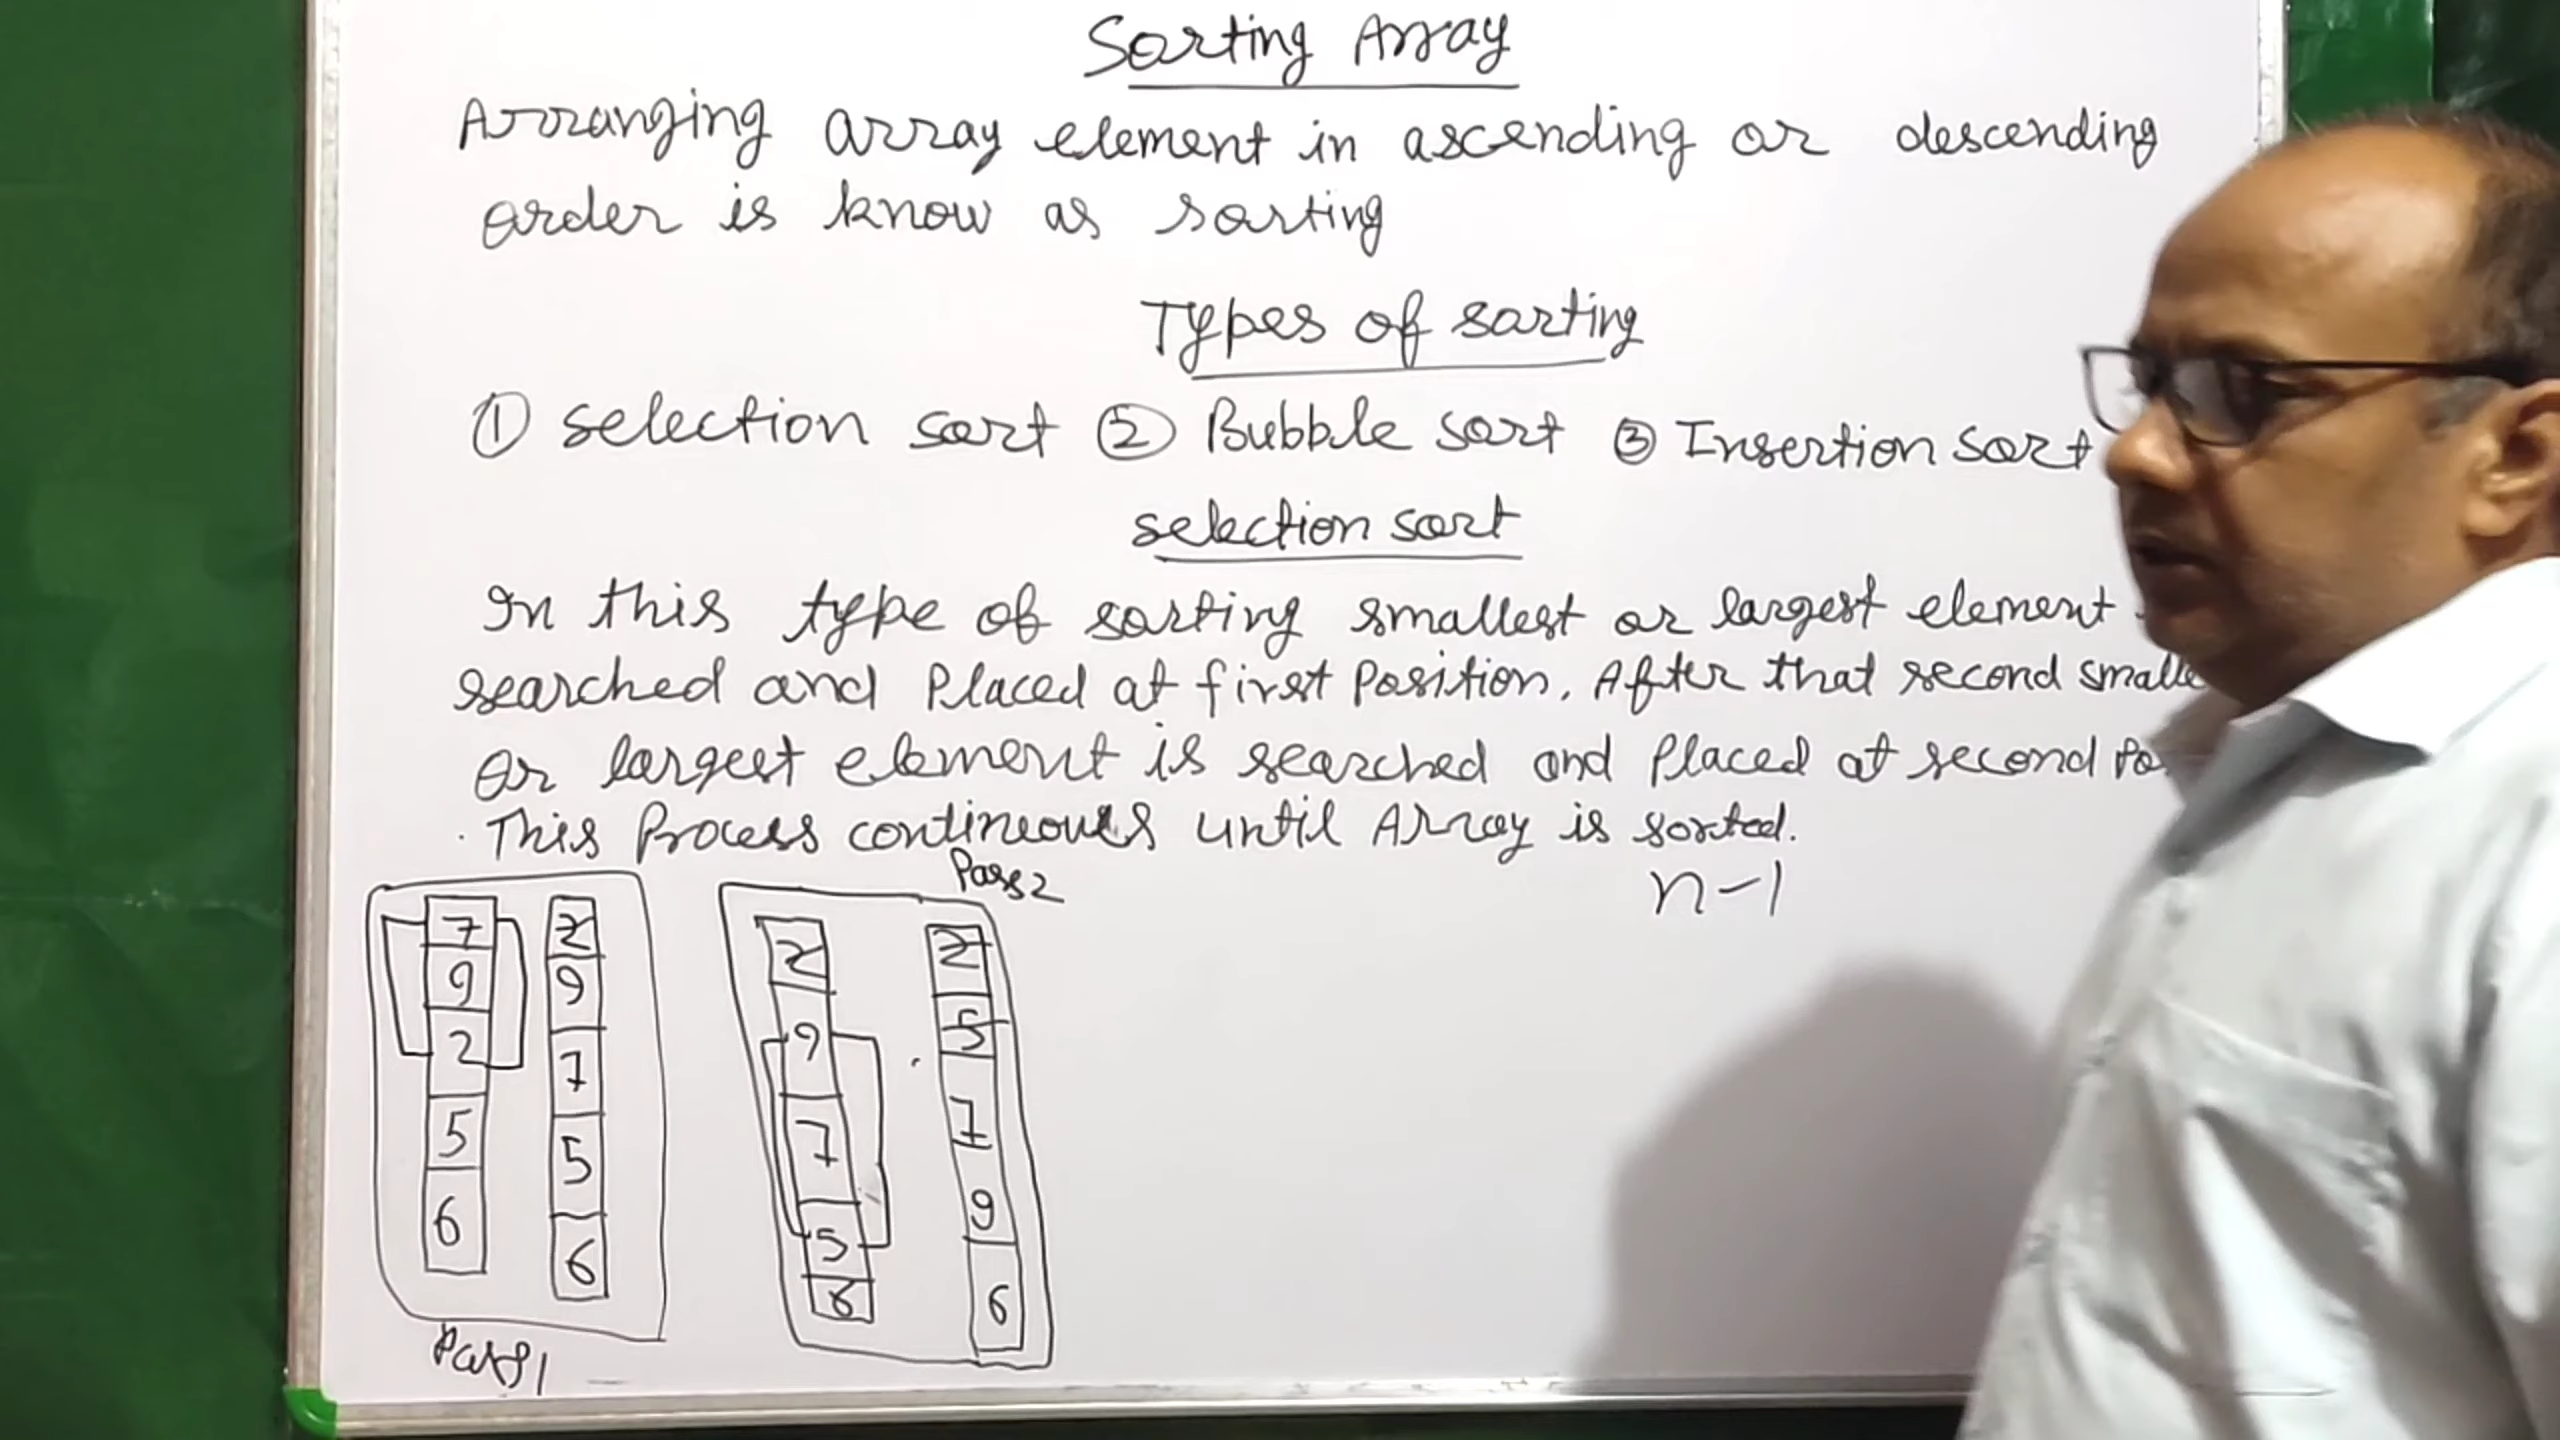 Sorting Array
Arranging array element in ascending or descending
order is know as sorting
Types of sorting
① selection sort ② Bubble sort ③ Insertion sort
selection sort
In this type of sorting smallest or largest element
searched and Placed at first Position. After that second
or largest element is searched and Placed at second
. This Process contineous until Array is sorted.
n-1
Pass2
7 2
9 9
2 7
5 5
6 6
Pass1
2 2
9 5
7 7
5 9
6 6